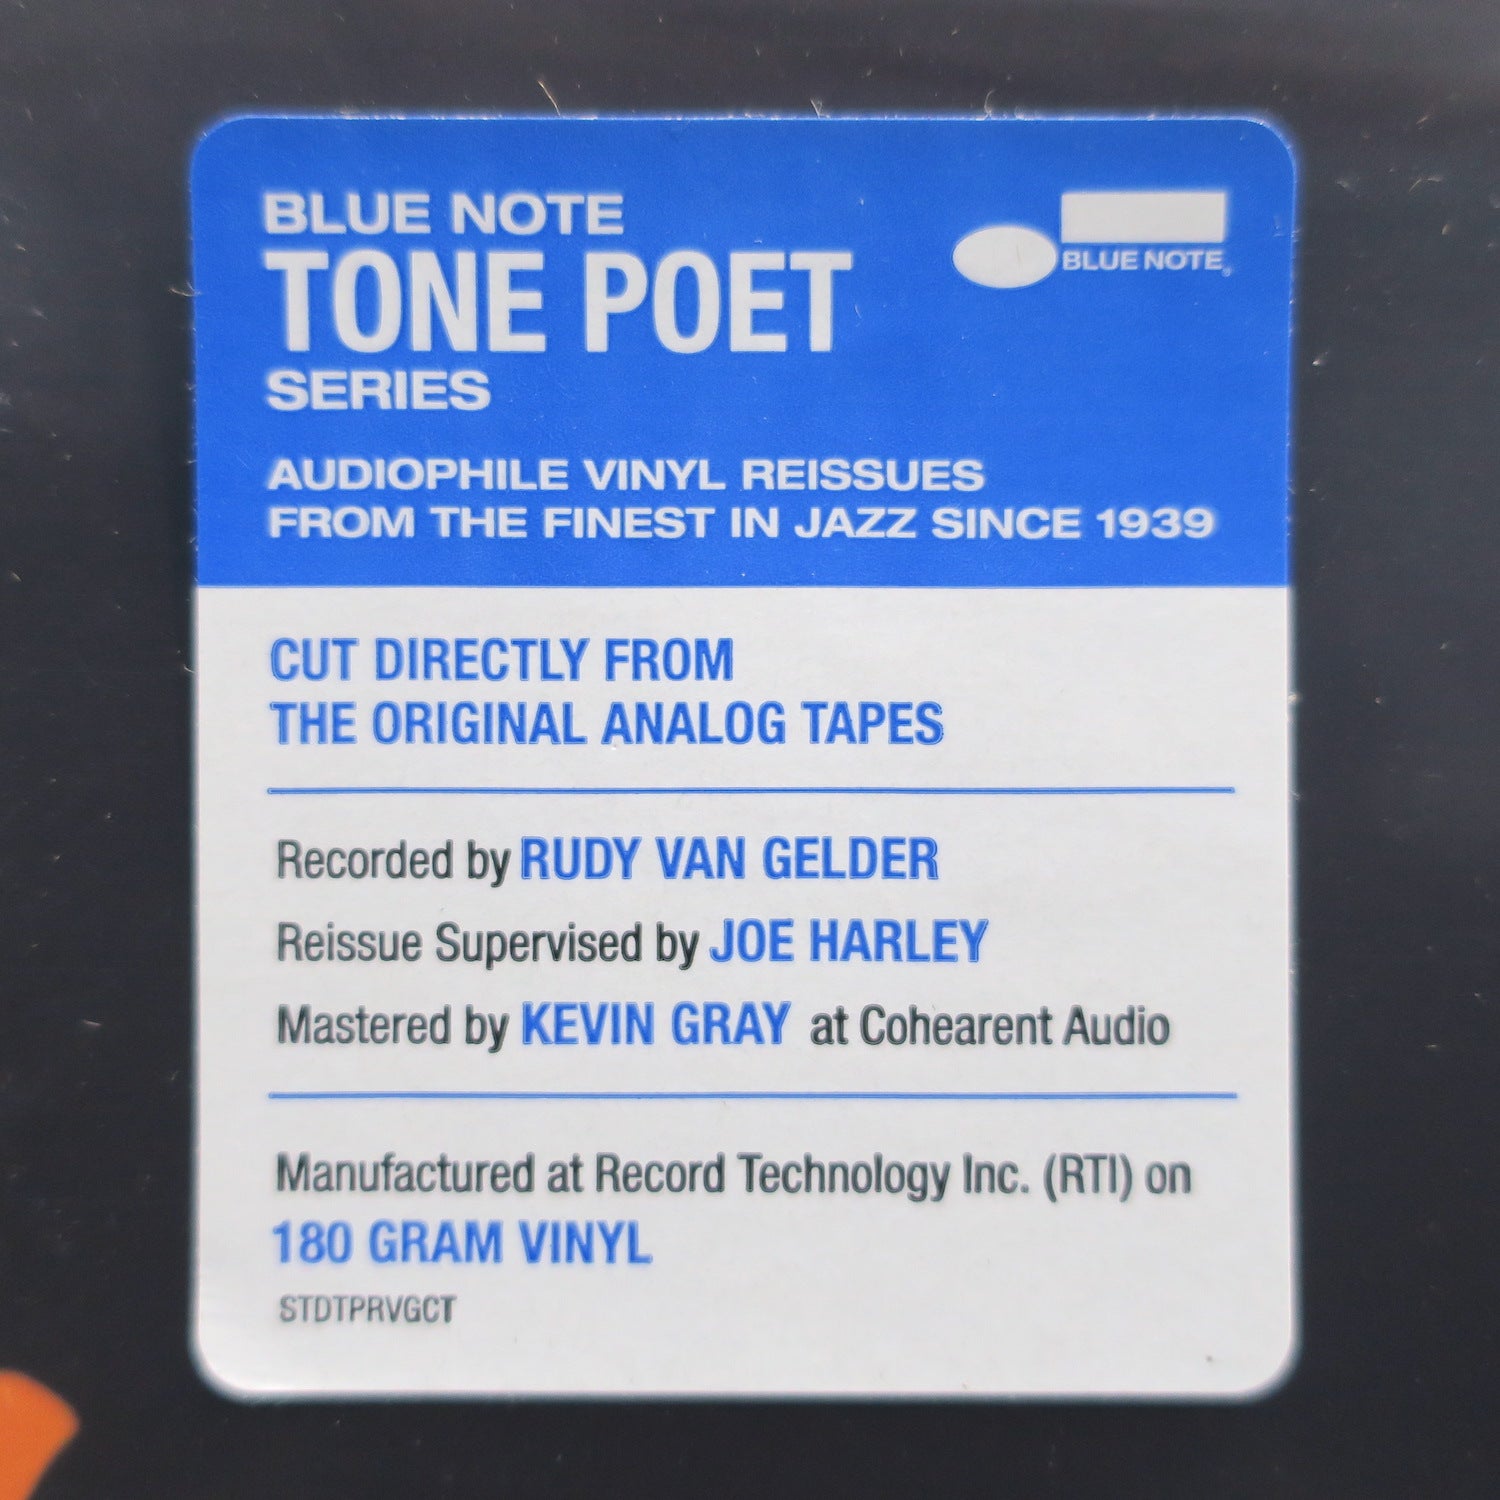 BLUE NOTE
TONE POET
SERIES
BLUE NOTE®
AUDIOPHILE VINYL REISSUES
FROM THE FINEST IN JAZZ SINCE 1939
CUT DIRECTLY FROM
THE ORIGINAL ANALOG TAPES
Recorded by RUDY VAN GELDER
Reissue Supervised by JOE HARLEY
Mastered by KEVIN GRAY at Cohearent Audio
Manufactured at Record Technology Inc. (RTI) on
180 GRAM VINYL
STDTPRVGCT